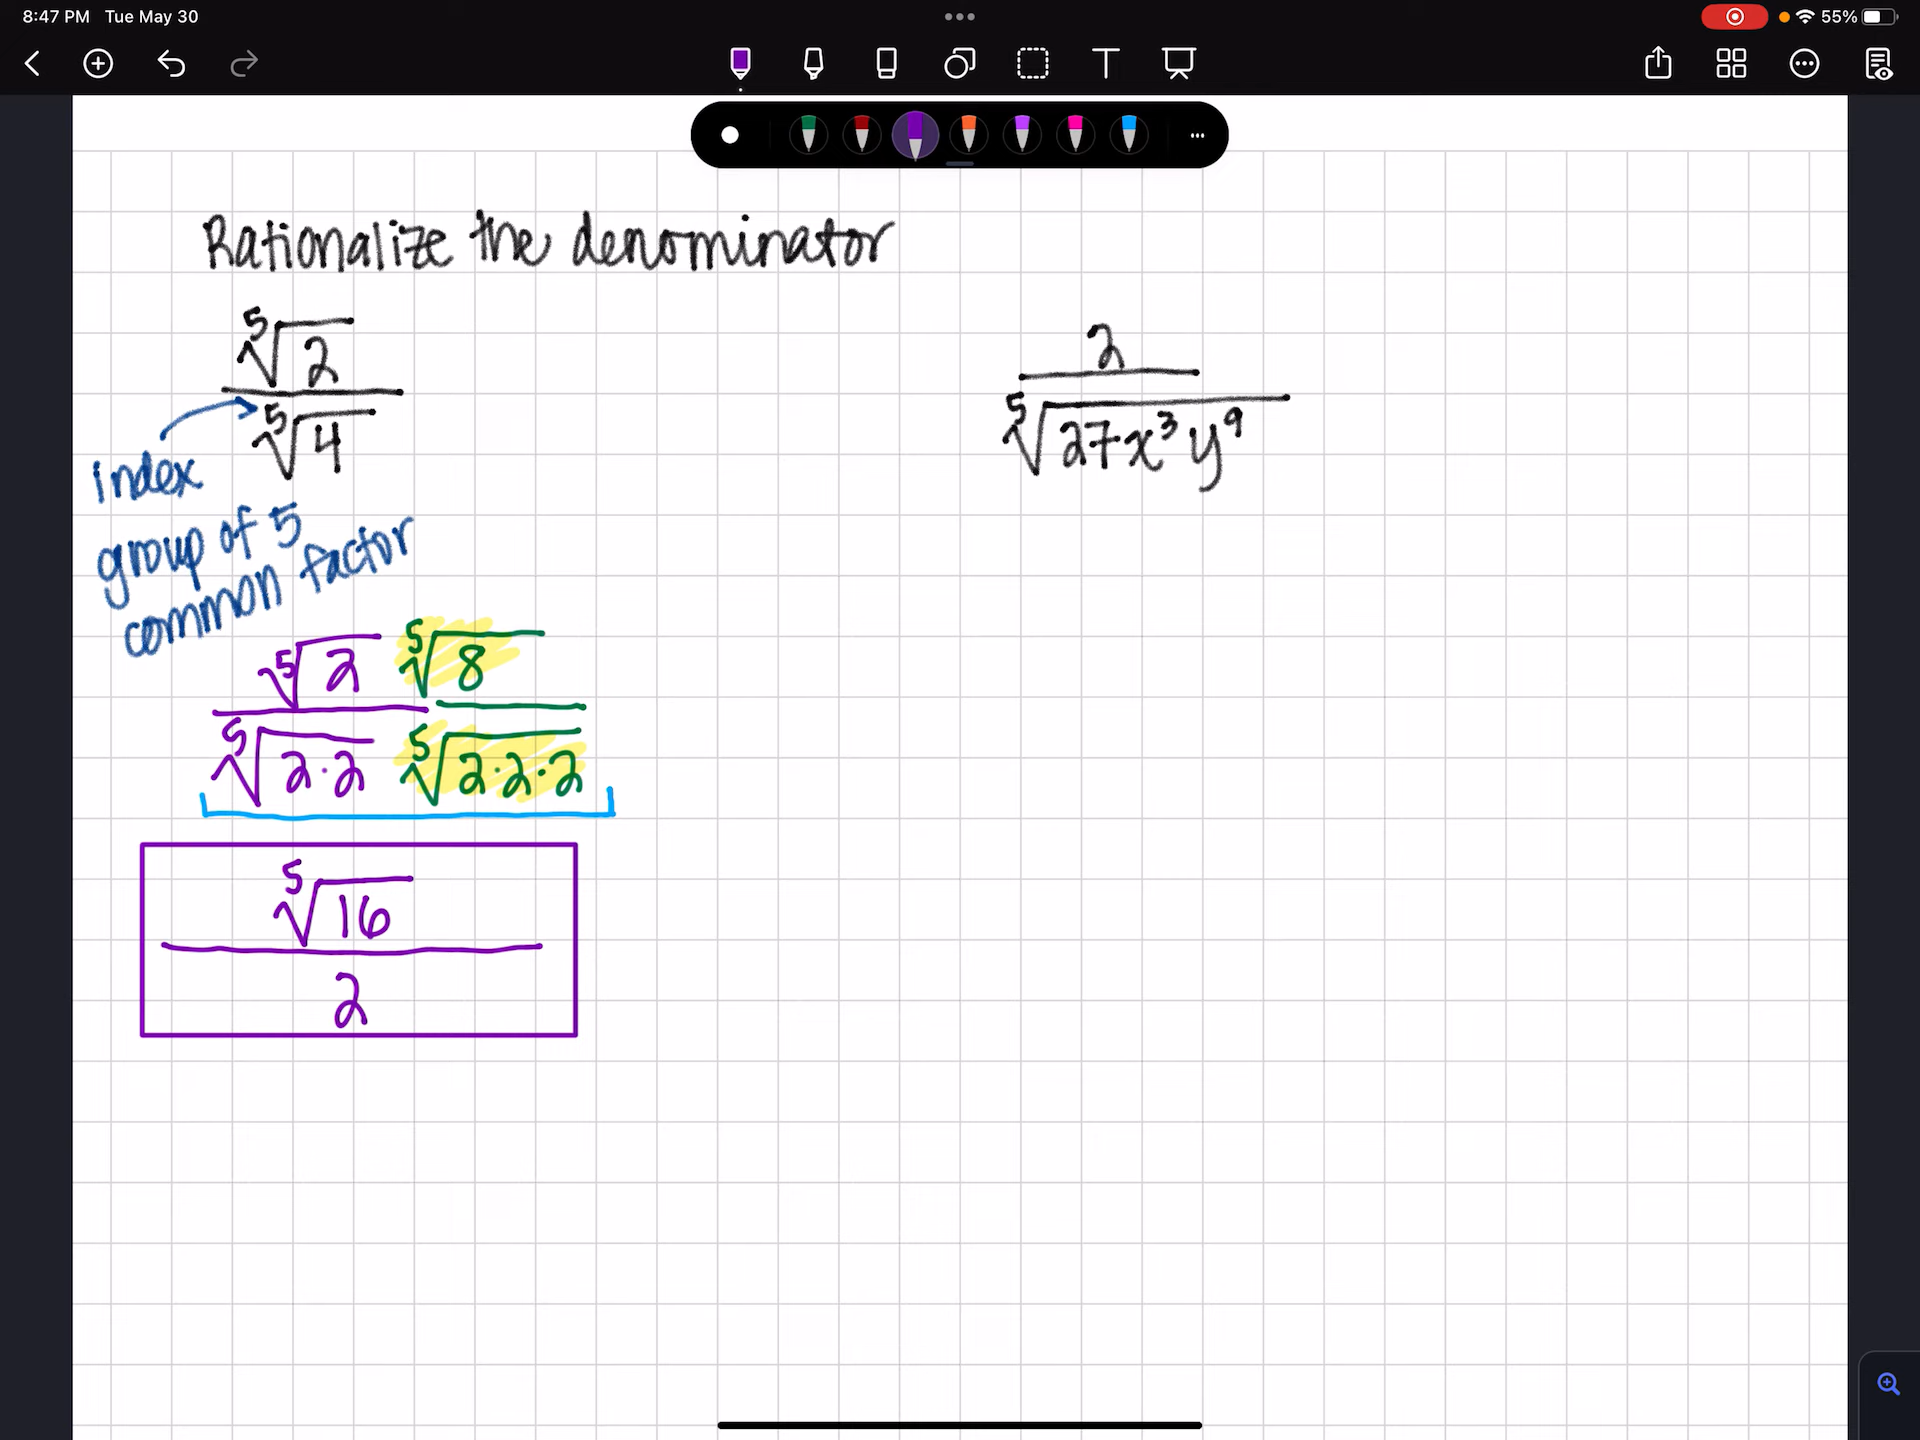 8:47 PM Tue May 30
55%
T
Rationalize the denominator
⁵√2
⁵√4
index
group of 5
common factor
⁵√2 ⁵√8
⁵√2·2 ⁵√2·2·2
⁵√16
2
2
⁵√27x³y⁹